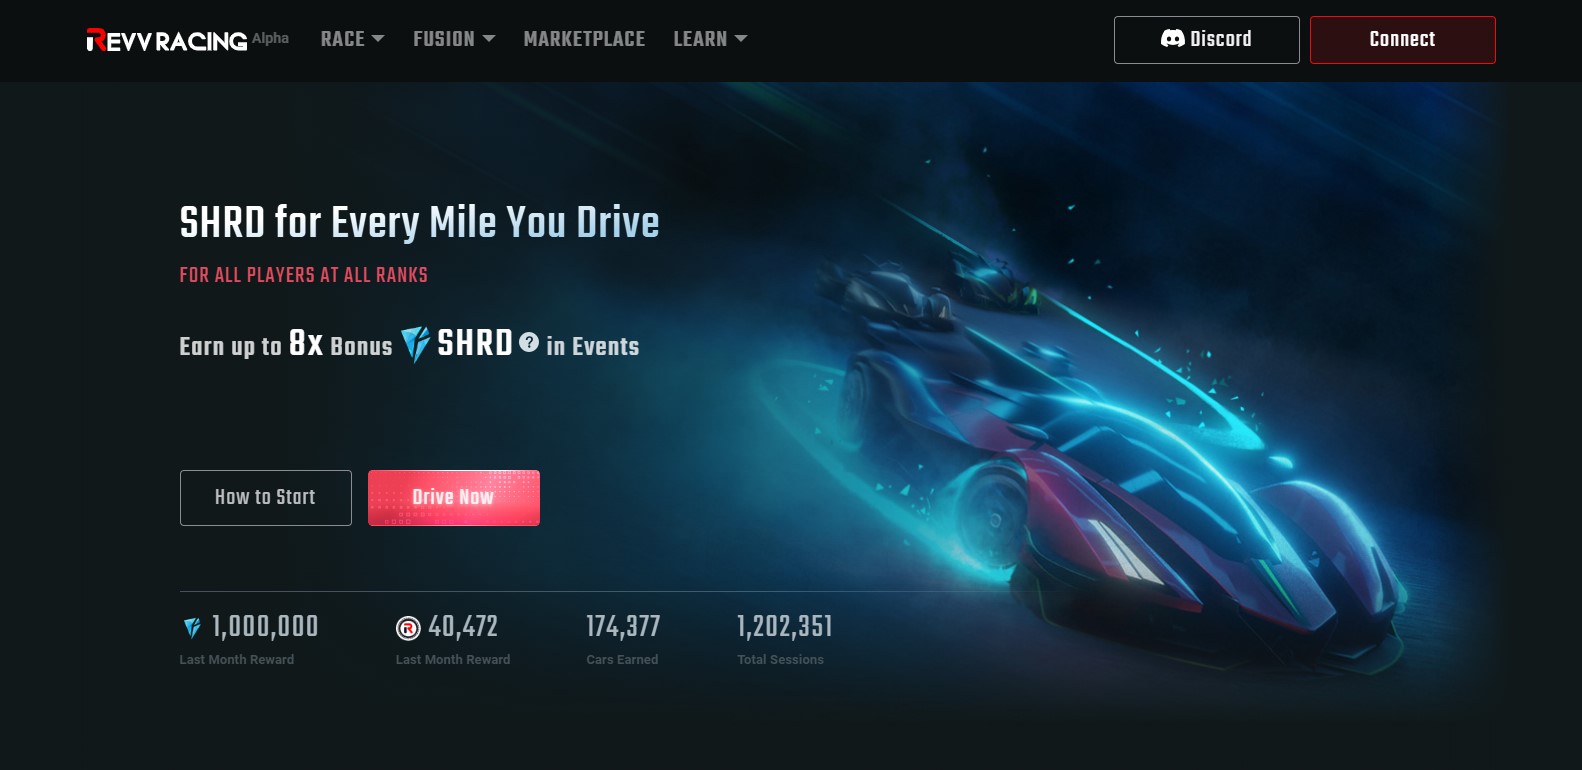 REVV RACING Alpha RACE FUSION MARKETPLACE LEARN Discord Connect
SHRD for Every Mile You Drive
FOR ALL PLAYERS AT ALL RANKS
Earn up to 8x Bonus SHRD ? in Events
How to Start Drive Now
1,000,000 40,472 174,377 1,202,351
Last Month Reward Last Month Reward Cars Earned Total Sessions